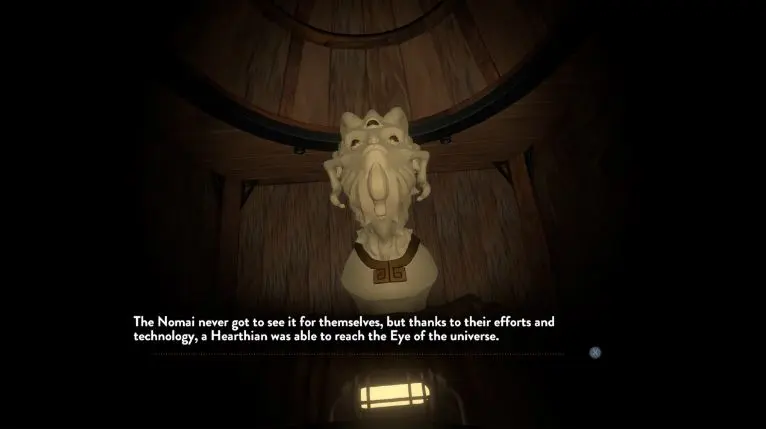 The Nomai never got to see it for themselves, but thanks to their efforts and
technology, a Hearthian was able to reach the Eye of the universe.